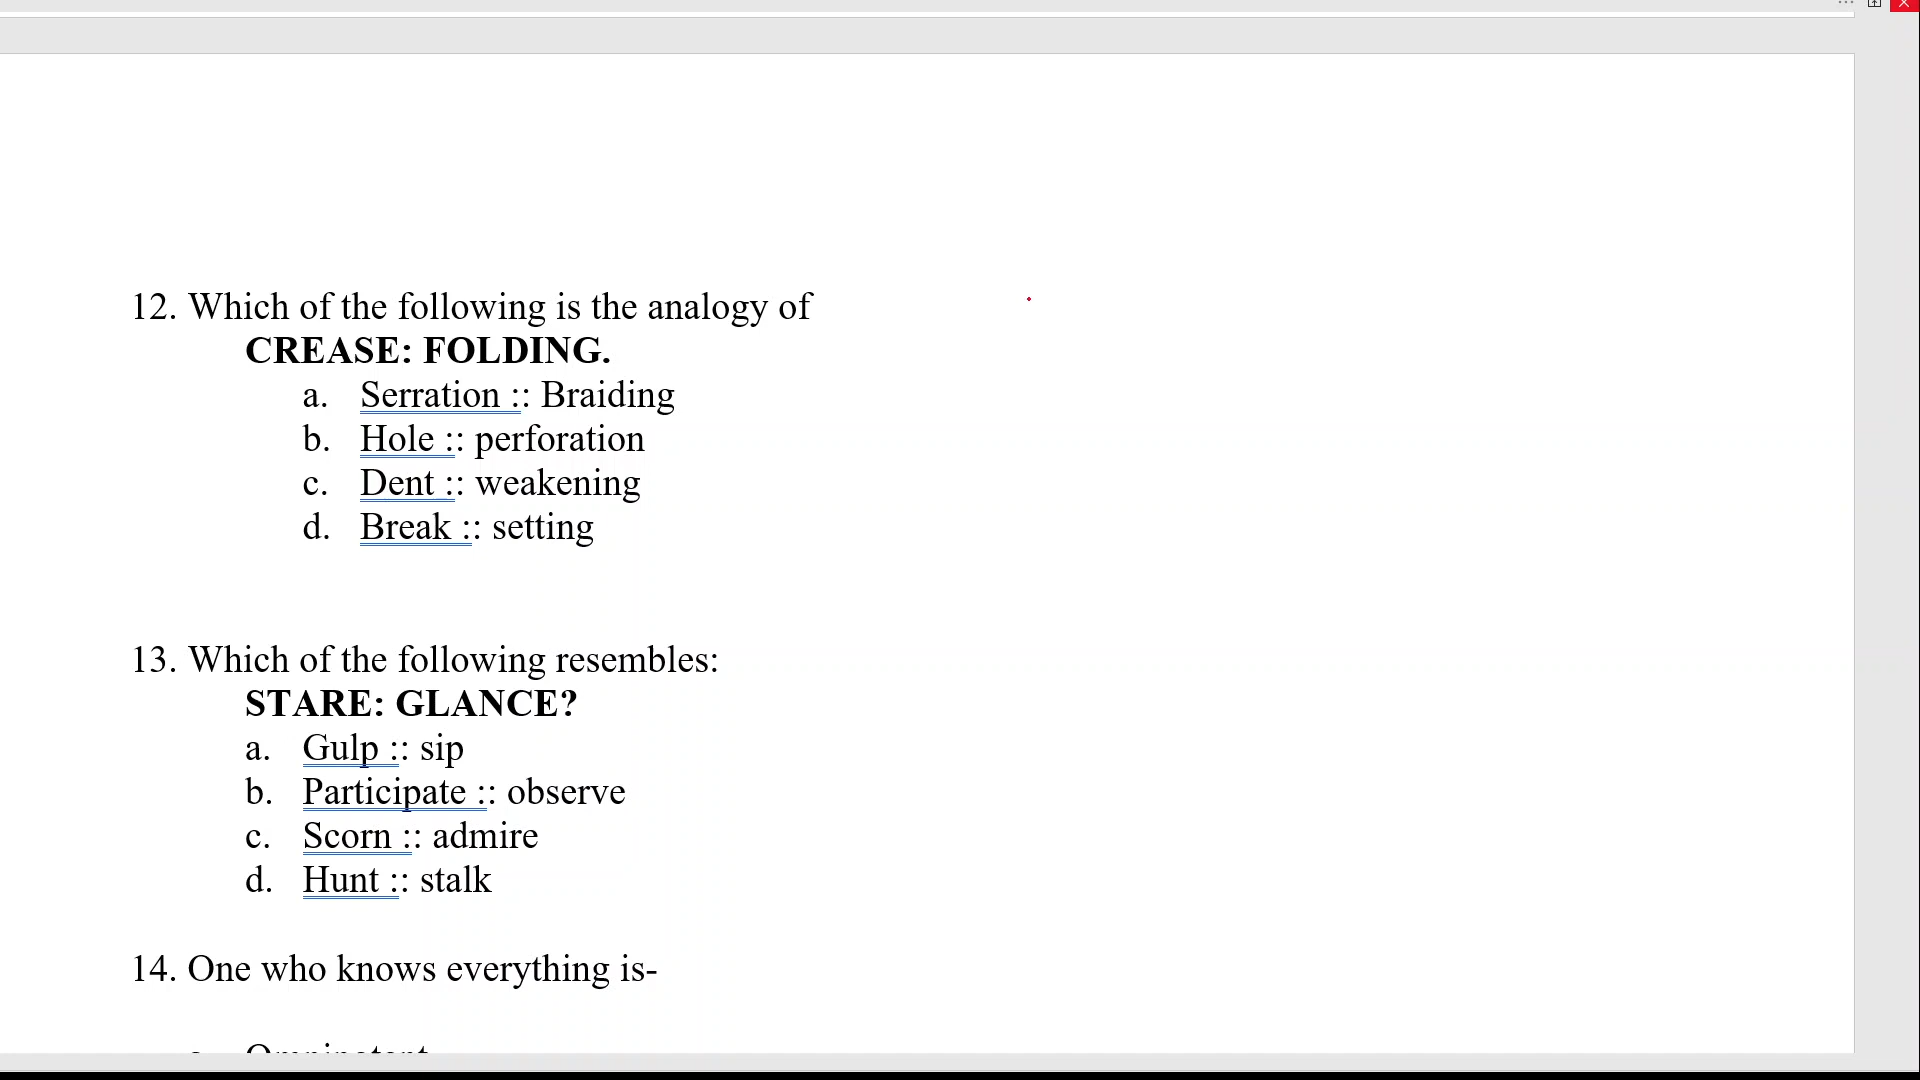 12. Which of the following is the analogy of
CREASE: FOLDING.
a. Serration :: Braiding
b. Hole :: perforation
c. Dent :: weakening
d. Break :: setting
13. Which of the following resembles:
STARE: GLANCE?
a. Gulp :: sip
b. Participate :: observe
c. Scorn :: admire
d. Hunt :: stalk
14. One who knows everything is-